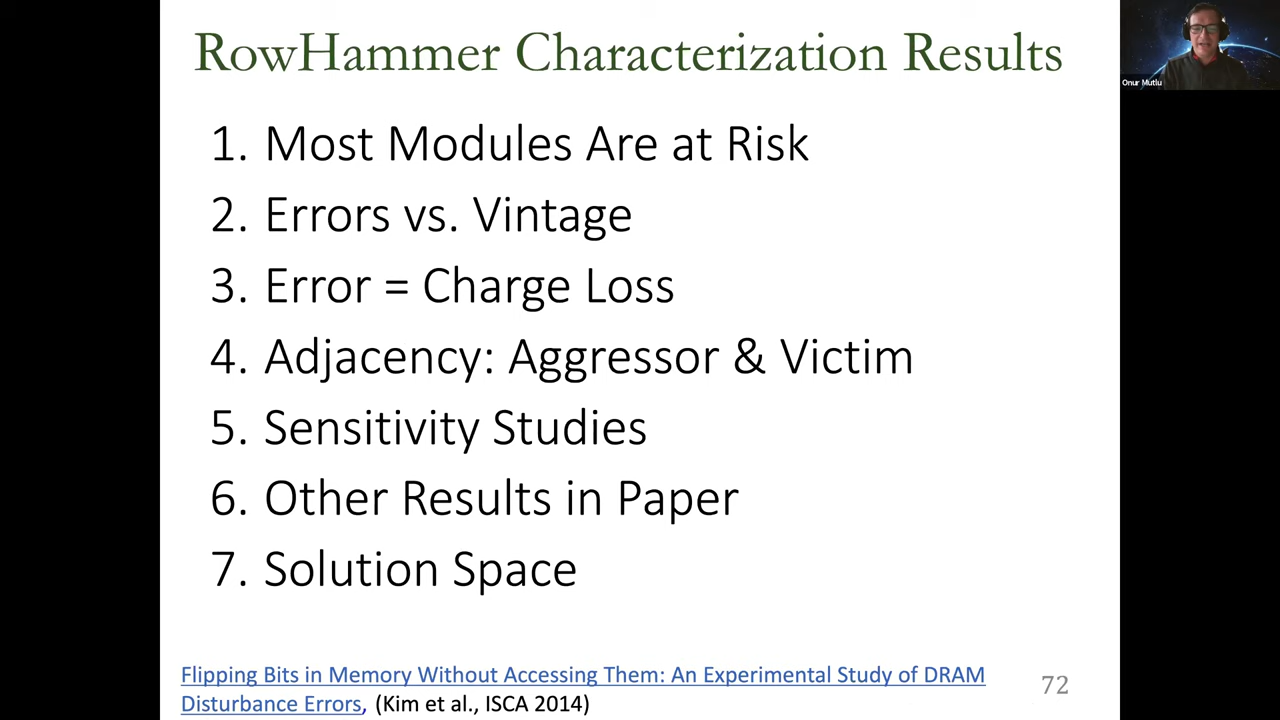 RowHammer Characterization Results
Onur Mutlu
1. Most Modules Are at Risk
2. Errors vs. Vintage
3. Error = Charge Loss
4. Adjacency: Aggressor & Victim
5. Sensitivity Studies
6. Other Results in Paper
7. Solution Space
Flipping Bits in Memory Without Accessing Them: An Experimental Study of DRAM
Disturbance Errors, (Kim et al., ISCA 2014)
72